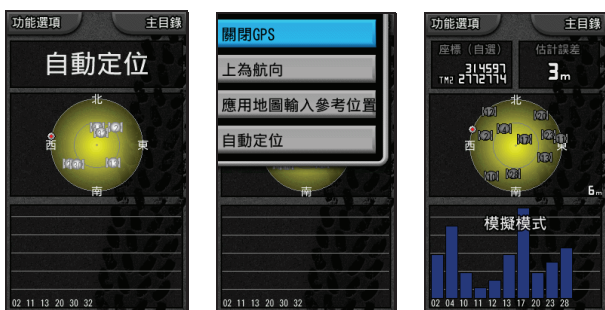 功能選項 主目錄
自動定位
北
西 東
南
02 11 13 20 30 32
關閉GPS
上為航向
應用地圖輸入參考位置
自動定位
南
02 11 13 20 30 32
功能選項 主目錄
座標（自選） 估計誤差
314597
TM2 2772774 3m
北
西 東
南
6m
模擬模式
02 04 10 11 12 13 17 20 23 28